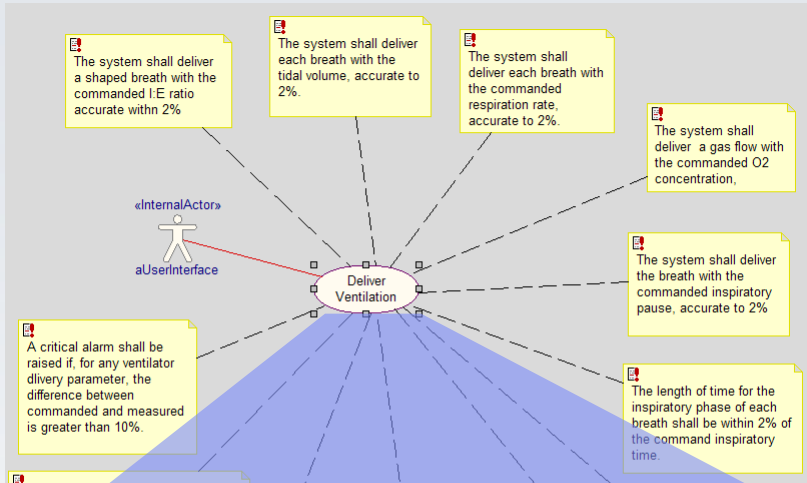 The system shall deliver
a shaped breath with the
commanded I:E ratio
accurate withn 2%
The system shall deliver
each breath with the
tidal volume, accurate to
2%.
The system shall
deliver each breath with
the commanded
respiration rate,
accurate to 2%.
The system shall
deliver  a gas flow with
the commanded O2
concentration,
«InternalActor»
aUserInterface
Deliver
Ventilation
The system shall deliver
the breath with the
commanded inspiratory
pause, accurate to 2%
A critical alarm shall be
raised if, for any ventilator
dlivery parameter, the
difference between
commanded and measured
is greater than 10%.
The length of time for the
inspiratory phase of each
breath shall be within 2% of
the command inspiratory
time.